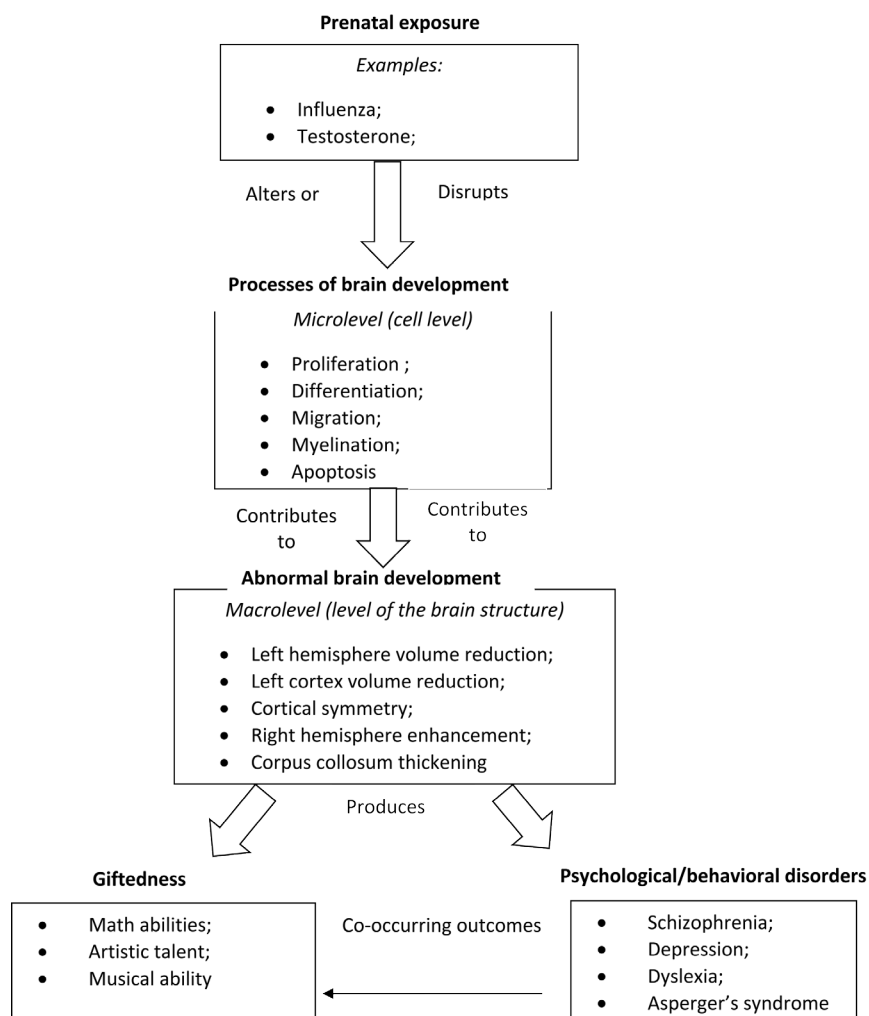 Prenatal exposure
Examples:
• Influenza;
• Testosterone;
Alters or
Disrupts
Processes of brain development
Microlevel (cell level)
• Proliferation ;
• Differentiation;
• Migration;
• Myelination;
• Apoptosis
Contributes
to
Contributes
to
Abnormal brain development
Macrolevel (level of the brain structure)
• Left hemisphere volume reduction;
• Left cortex volume reduction;
• Cortical symmetry;
• Right hemisphere enhancement;
• Corpus collosum thickening
Produces
Giftedness
• Math abilities;
• Artistic talent;
• Musical ability
Co-occurring outcomes
Psychological/behavioral disorders
• Schizophrenia;
• Depression;
• Dyslexia;
• Asperger’s syndrome